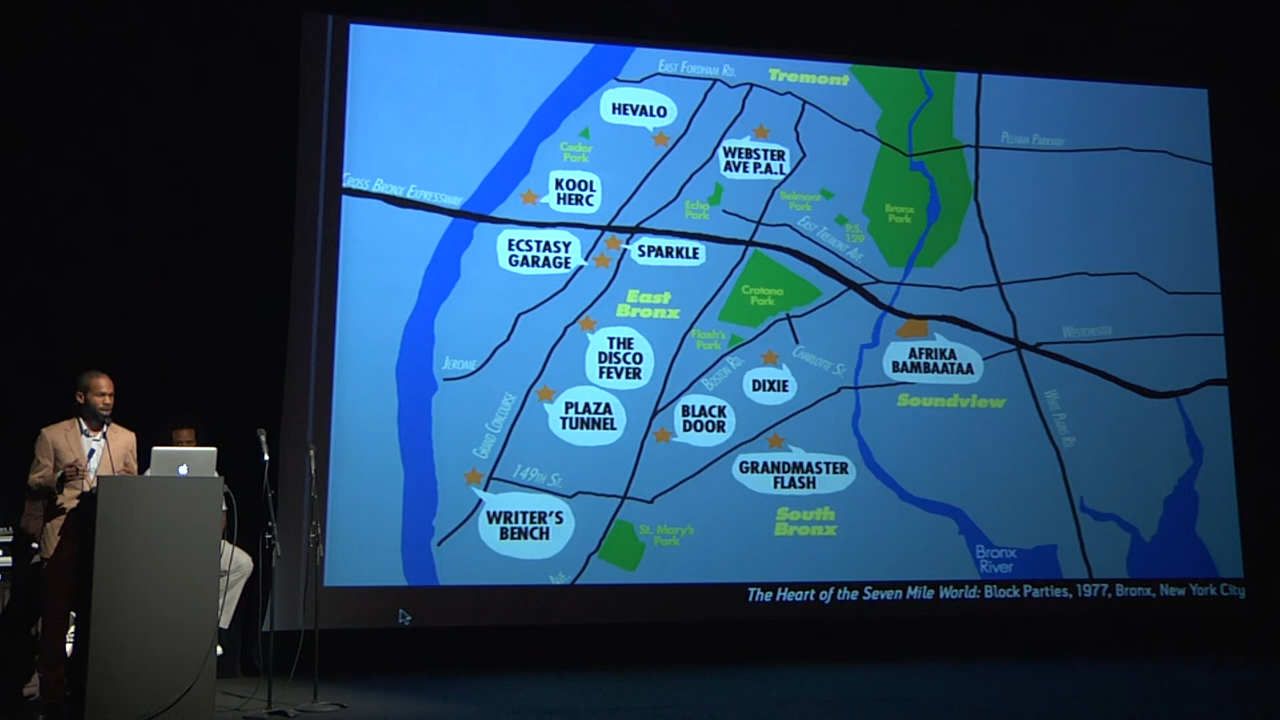 East Fordham Rd.
Tremont
HEVALO
WEBSTER
AVE P.A.L
Pelham Parkway
Cedar
Park
Cross Bronx Expressway
KOOL
HERC
Echo
Park
Belmont
Park
Bronx
Park
P.S.
129
East Tremont Ave.
ECSTASY
GARAGE
SPARKLE
East
Bronx
Crotona
Park
Flash's
Park
Westchester
THE
DISCO
FEVER
Jerome
Boston Rd.
Charlotte St.
DIXIE
AFRIKA
BAMBAATAA
Soundview
White Plains Rd.
PLAZA
TUNNEL
BLACK
DOOR
Grand Concourse
149th St.
GRANDMASTER
FLASH
WRITER'S
BENCH
South
Bronx
St. Mary's
Park
Bronx
River
Ave.
The Heart of the Seven Mile World: Block Parties, 1977, Bronx, New York City